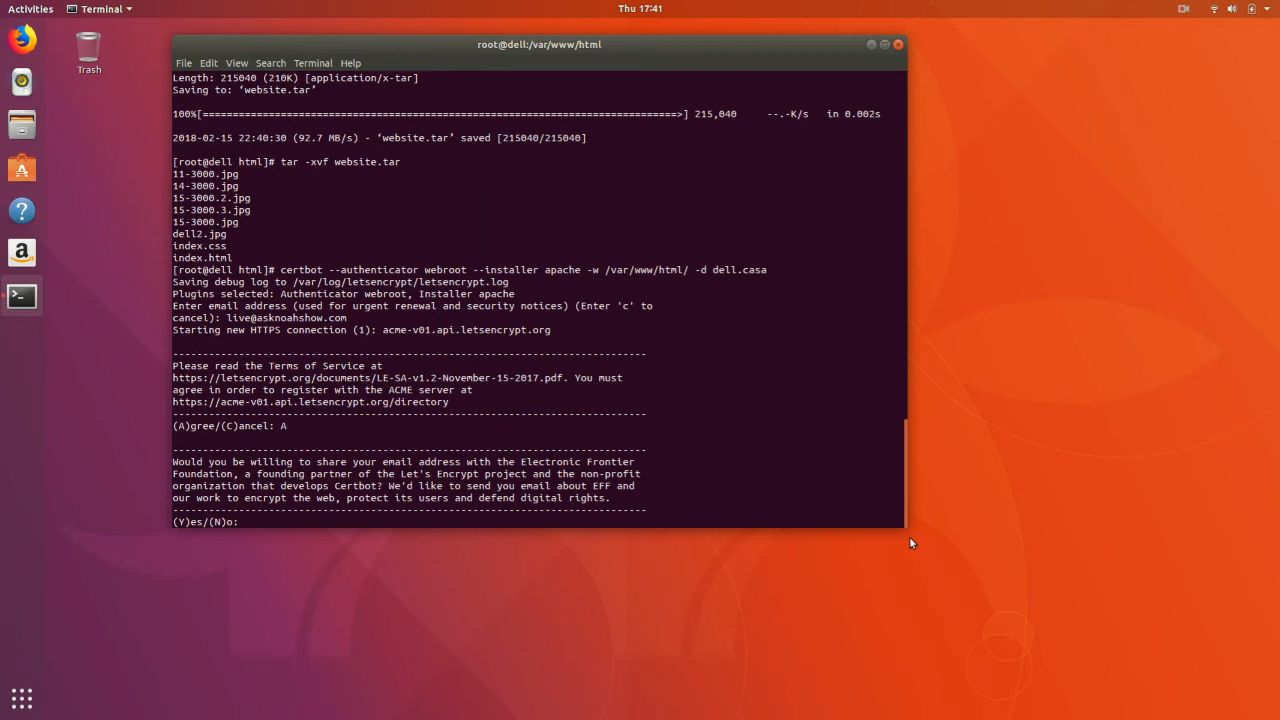 Activities Terminal Thu 17:41
Trash
root@dell:/var/www/html
File Edit View Search Terminal Help
Length: 215040 (210K) [application/x-tar]
Saving to: ‘website.tar’
100%[===============================================================================>] 215,040 --.-K/s in 0.002s
2018-02-15 22:40:30 (92.7 MB/s) - ‘website.tar’ saved [215040/215040]
[root@dell html]# tar -xvf website.tar
11-3000.jpg
14-3000.jpg
15-3000.2.jpg
15-3000.3.jpg
15-3000.jpg
dell2.jpg
index.css
index.html
[root@dell html]# certbot --authenticator webroot --installer apache -w /var/www/html/ -d dell.casa
Saving debug log to /var/log/letsencrypt/letsencrypt.log
Plugins selected: Authenticator webroot, Installer apache
Enter email address (used for urgent renewal and security notices) (Enter 'c' to
cancel): live@asknoahshow.com
Starting new HTTPS connection (1): acme-v01.api.letsencrypt.org
-------------------------------------------------------------------------------
Please read the Terms of Service at
https://letsencrypt.org/documents/LE-SA-v1.2-November-15-2017.pdf. You must
agree in order to register with the ACME server at
https://acme-v01.api.letsencrypt.org/directory
-------------------------------------------------------------------------------
(A)gree/(C)ancel: A
-------------------------------------------------------------------------------
Would you be willing to share your email address with the Electronic Frontier
Foundation, a founding partner of the Let's Encrypt project and the non-profit
organization that develops Certbot? We'd like to send you email about EFF and
our work to encrypt the web, protect its users and defend digital rights.
-------------------------------------------------------------------------------
(Y)es/(N)o: